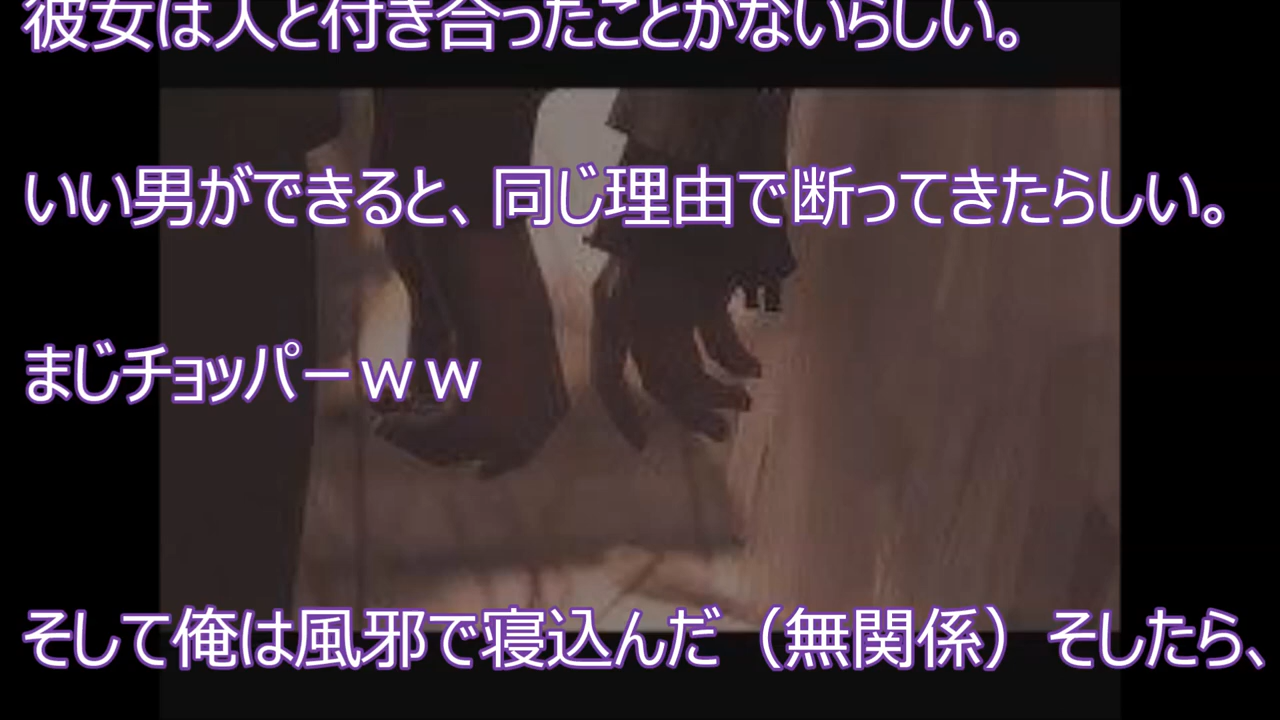 彼女は人と付き合ったことがないらしい。
いい男ができると、同じ理由で断ってきたらしい。
まじチョッパーｗｗ
そして俺は風邪で寝込んだ（無関係）そしたら、